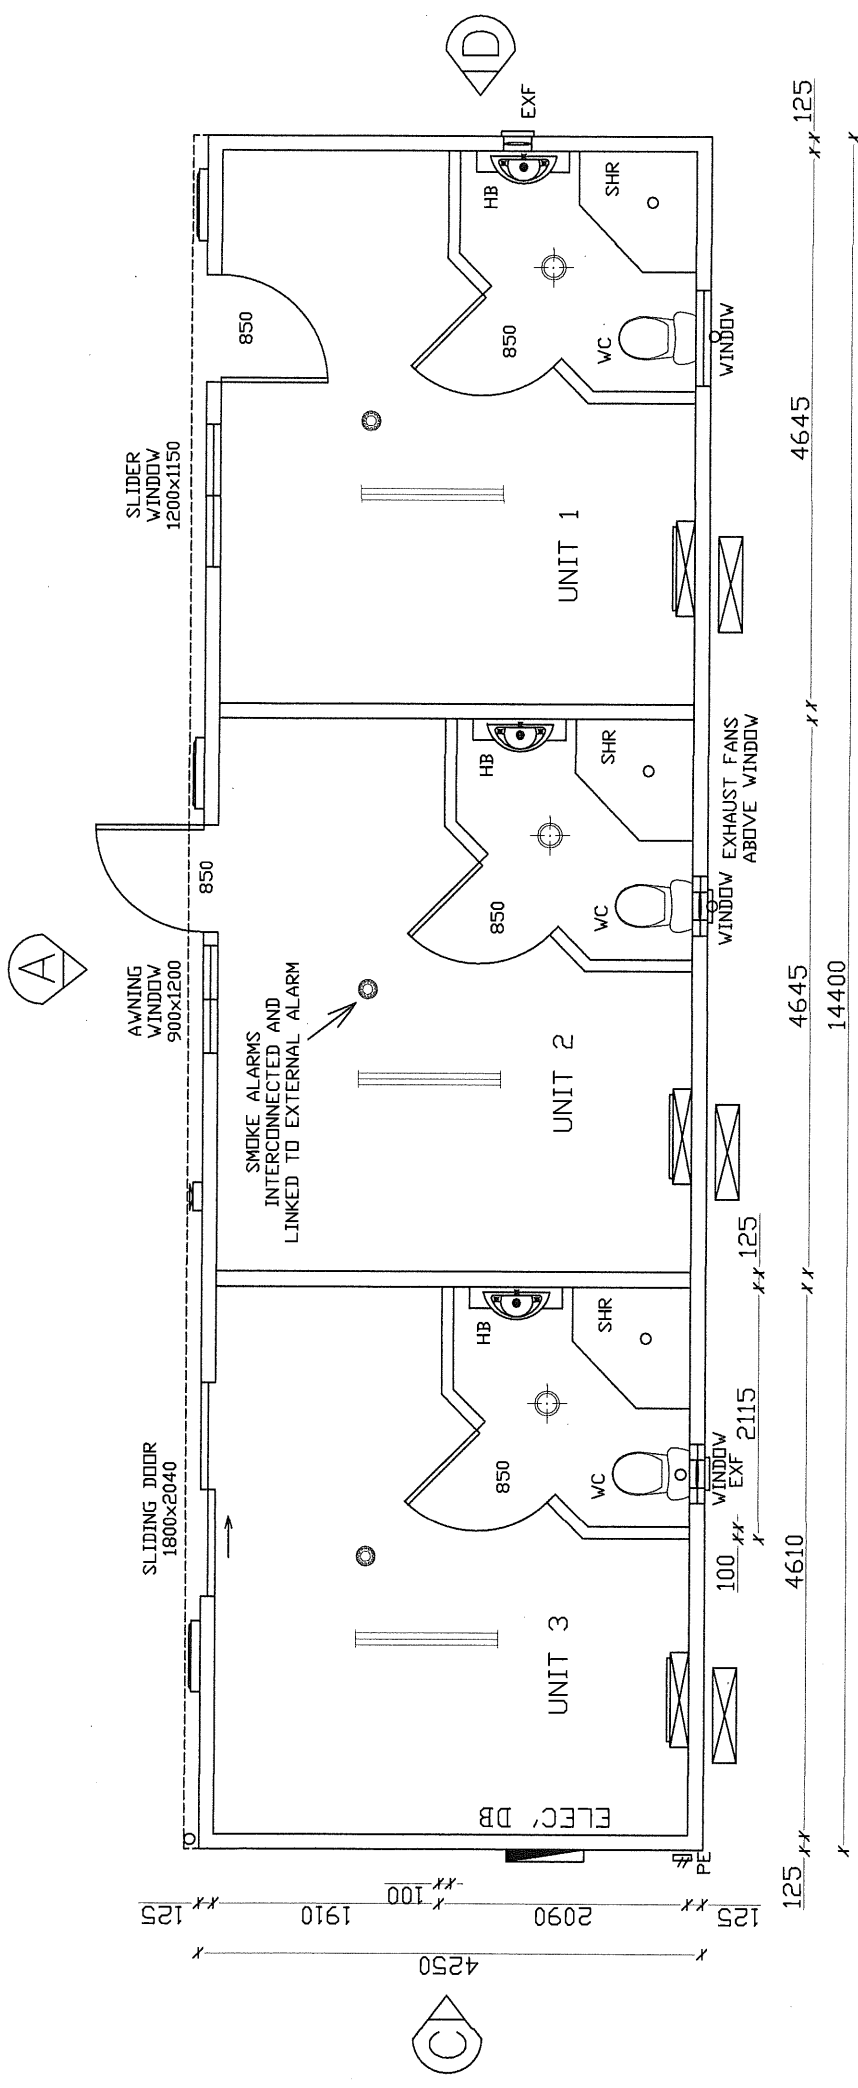 D
EXF
125
HB
SHR
850
850
WC
WINDOW
4645
SLIDER
WINDOW
1200x1150
UNIT 1
HB
SHR
EXHAUST FANS
ABOVE WINDOW
850
850
WC
WINDOW
A
AWNING
WINDOW
900x1200
SMOKE ALARMS
INTERCONNECTED AND
LINKED TO EXTERNAL ALARM
4645
14400
UNIT 2
125
HB
SHR
SLIDING DOOR
1800x2040
850
WC
WINDOW
EXF
2115
100
4610
UNIT 3
ELEC' DB
PE
125
125
1910
100
2090
125
4250
C